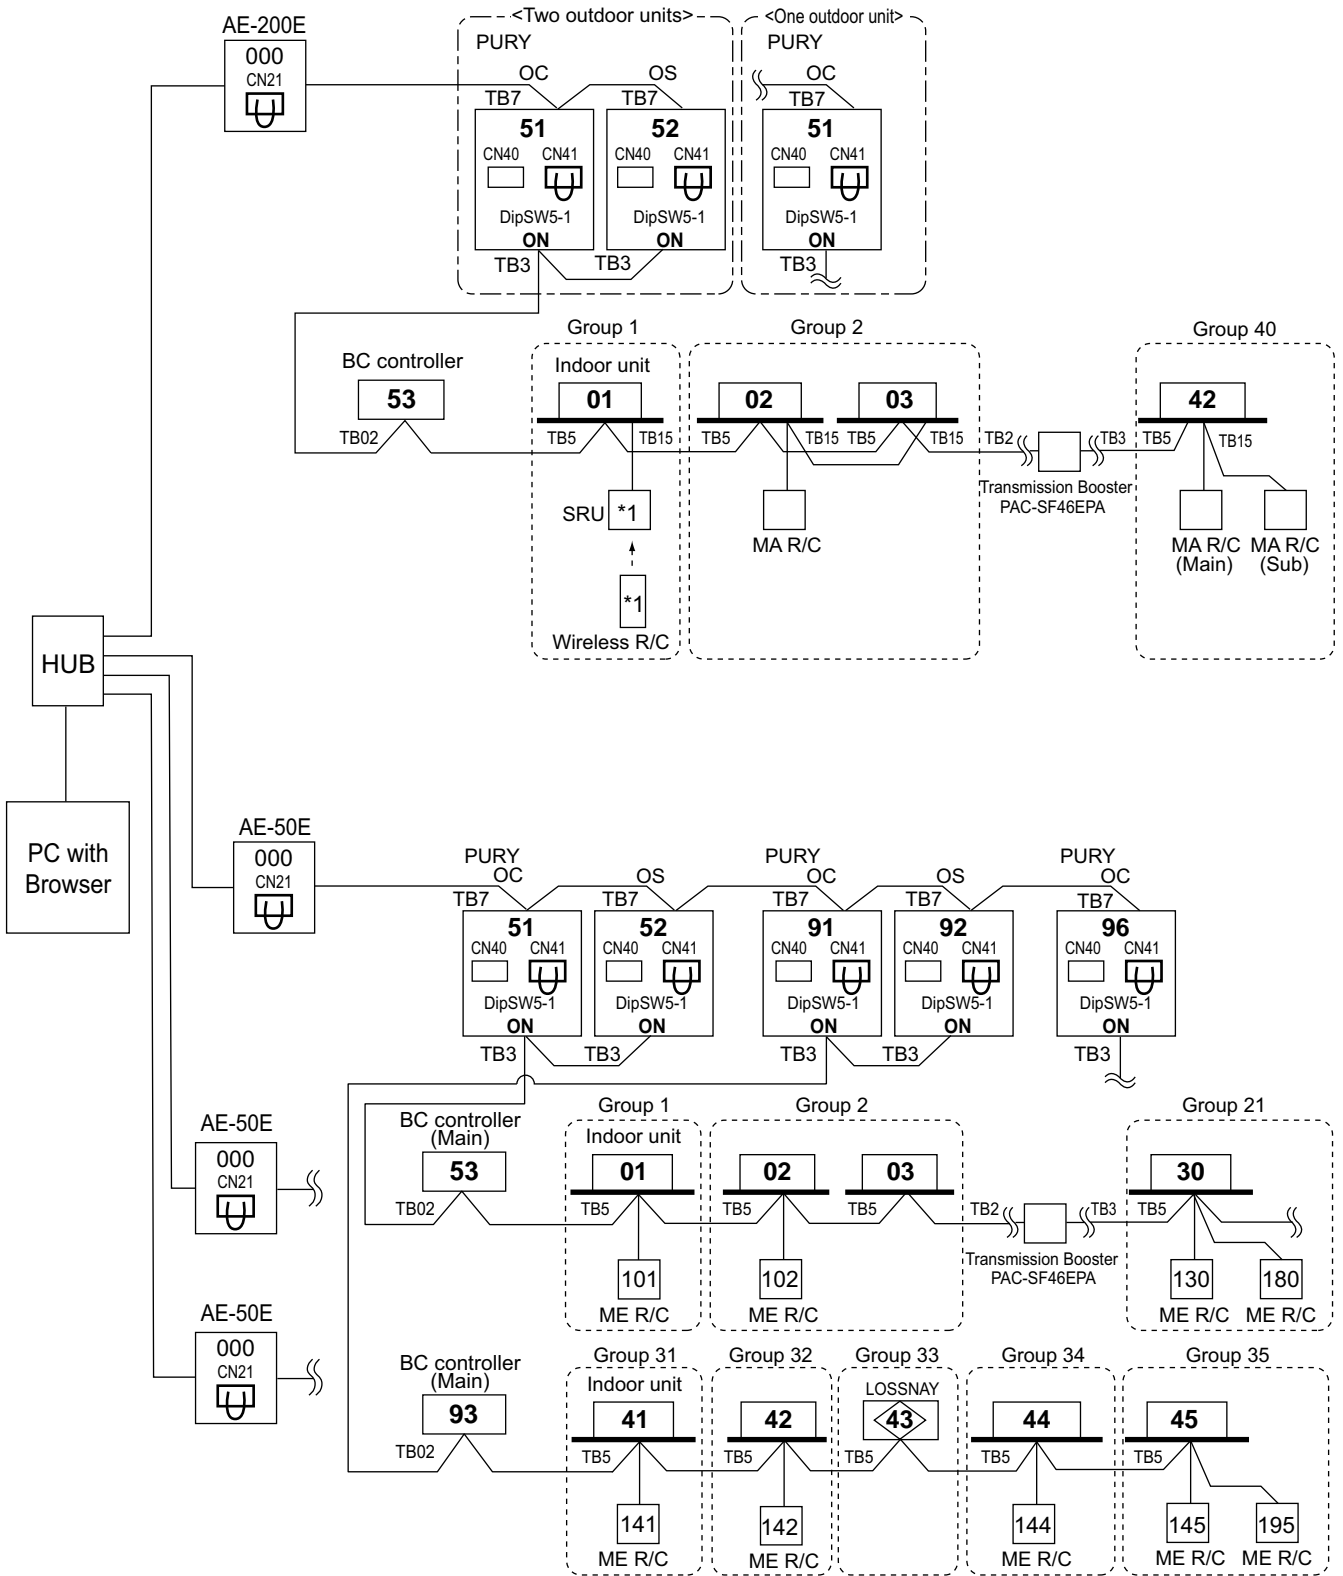 AE-200E
000
CN21
<Two outdoor units>
PURY
OC
OS
TB7
TB7
51
52
CN40
CN41
CN40
CN41
DipSW5-1
DipSW5-1
ON
ON
TB3
TB3
<One outdoor unit>
PURY
OC
TB7
51
CN40
CN41
DipSW5-1
ON
TB3
BC controller
53
TB02
Group 1
Indoor unit
01
TB5
TB15
SRU
*1
*1
Wireless R/C
Group 2
02
03
TB5
TB15
TB5
TB15
MA R/C
TB2
TB3
Transmission Booster
PAC-SF46EPA
Group 40
42
TB5
TB15
MA R/C
(Main)
MA R/C
(Sub)
HUB
PC with
Browser
AE-50E
000
CN21
PURY
OC
OS
TB7
TB7
51
52
CN40
CN41
CN40
CN41
DipSW5-1
DipSW5-1
ON
ON
TB3
TB3
PURY
OC
OS
TB7
TB7
91
92
CN40
CN41
CN40
CN41
DipSW5-1
DipSW5-1
ON
ON
TB3
TB3
PURY
OC
TB7
96
CN40
CN41
DipSW5-1
ON
TB3
AE-50E
000
CN21
BC controller
(Main)
53
TB02
Group 1
Indoor unit
01
TB5
101
ME R/C
Group 2
02
03
TB5
TB5
102
ME R/C
TB2
TB3
Transmission Booster
PAC-SF46EPA
Group 21
30
TB5
130
180
ME R/C
ME R/C
AE-50E
000
CN21
BC controller
(Main)
93
TB02
Group 31
Indoor unit
41
TB5
141
ME R/C
Group 32
42
TB5
142
ME R/C
Group 33
LOSSNAY
43
TB5
Group 34
44
TB5
144
ME R/C
Group 35
45
TB5
145
195
ME R/C
ME R/C